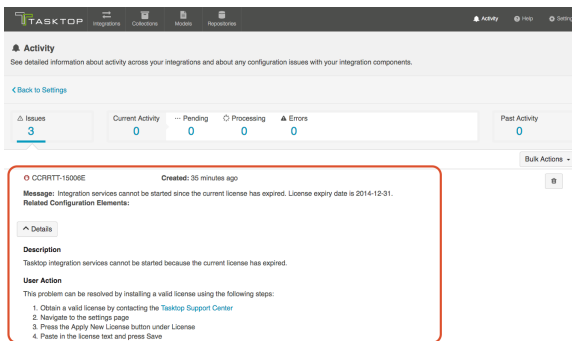 TASKTOP
Integrations
Collections
Models
Repositories
Activity
Help
Activity
See detailed information about activity across your integrations and about any configuration issues with your integration components.
Back to Settings
Issues
3
Current Activity
0
Pending
0
Processing
0
Errors
0
Past Activity
0
Bulk Actions
CCRRTT-15006E Created: 35 minutes ago
Message: Integration services cannot be started since the current license has expired. License expiry date is 2014-12-31.
Related Configuration Elements:
Details
Description
Tasktop integration services cannot be started because the current license has expired.
User Action
This problem can be resolved by installing a valid license using the following steps:
1. Obtain a valid license by contacting the Tasktop Support Center
2. Navigate to the settings page
3. Press the Apply New License button under License
4. Paste in the license text and press Save